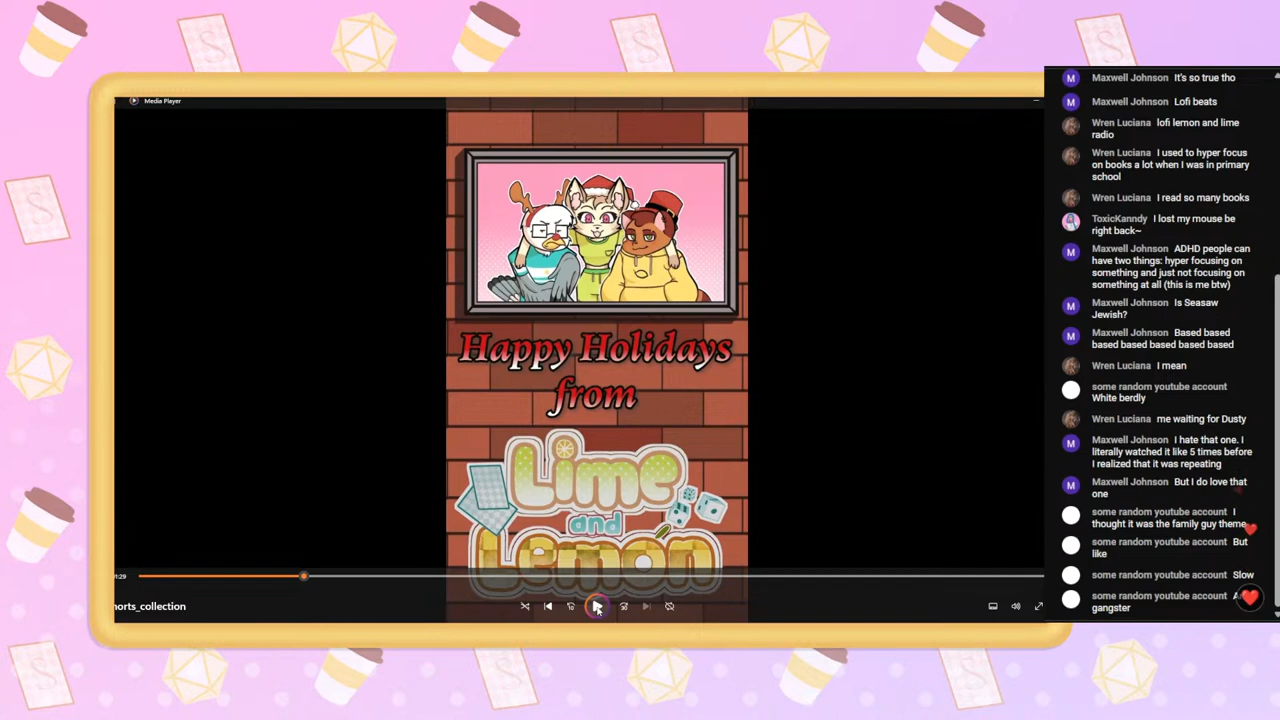 Media Player
Happy Holidays
from
Lime
and
Lemon
1:29
horts_collection
Maxwell Johnson It's so true tho
Maxwell Johnson Lofi beats
Wren Luciana lofi lemon and lime
radio
Wren Luciana I used to hyper focus
on books a lot when I was in primary
school
Wren Luciana I read so many books
ToxicKanndy I lost my mouse be
right back~
Maxwell Johnson ADHD people can
have two things: hyper focusing on
something and just not focusing on
something at all (this is me btw)
Maxwell Johnson Is Seasaw
Jewish?
Maxwell Johnson Based based
based based based based based
Wren Luciana I mean
some random youtube account
White berdly
Wren Luciana me waiting for Dusty
Maxwell Johnson I hate that one. I
literally watched it like 5 times before
I realized that it was repeating
Maxwell Johnson But I do love that
one
some random youtube account I
thought it was the family guy theme
some random youtube account But
like
some random youtube account Slow
some random youtube account
gangster